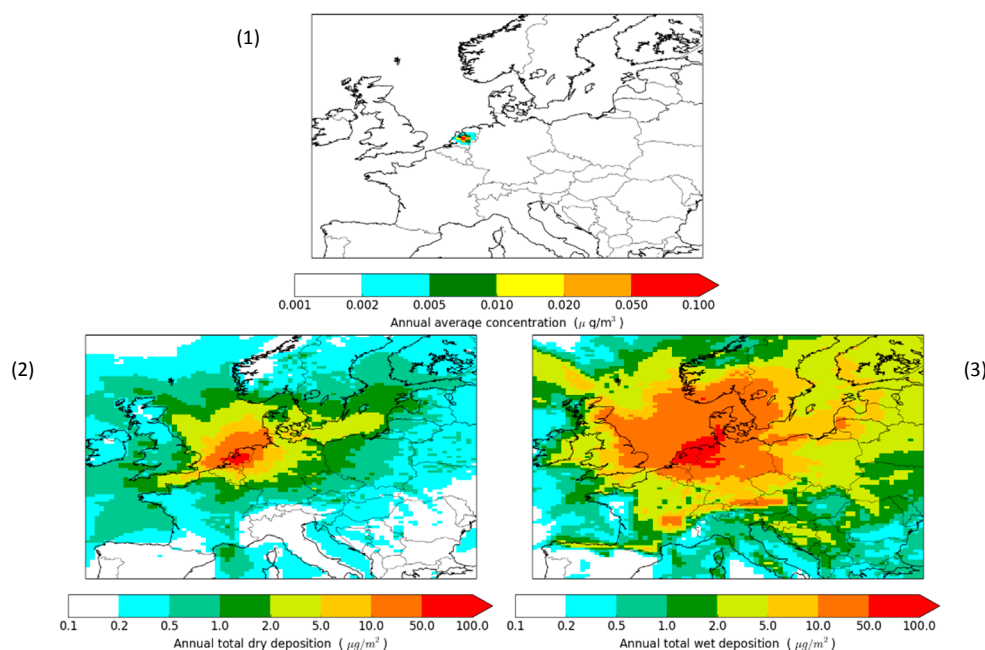 (1)
0.001 0.002 0.005 0.010 0.020 0.050 0.100
Annual average concentration ( μ g/m³ )
(2)
(3)
0.1 0.2 0.5 1.0 2.0 5.0 10.0 50.0 100.0
Annual total dry deposition ( μg/m² )
0.1 0.2 0.5 1.0 2.0 5.0 10.0 50.0 100.0
Annual total wet deposition ( μg/m² )